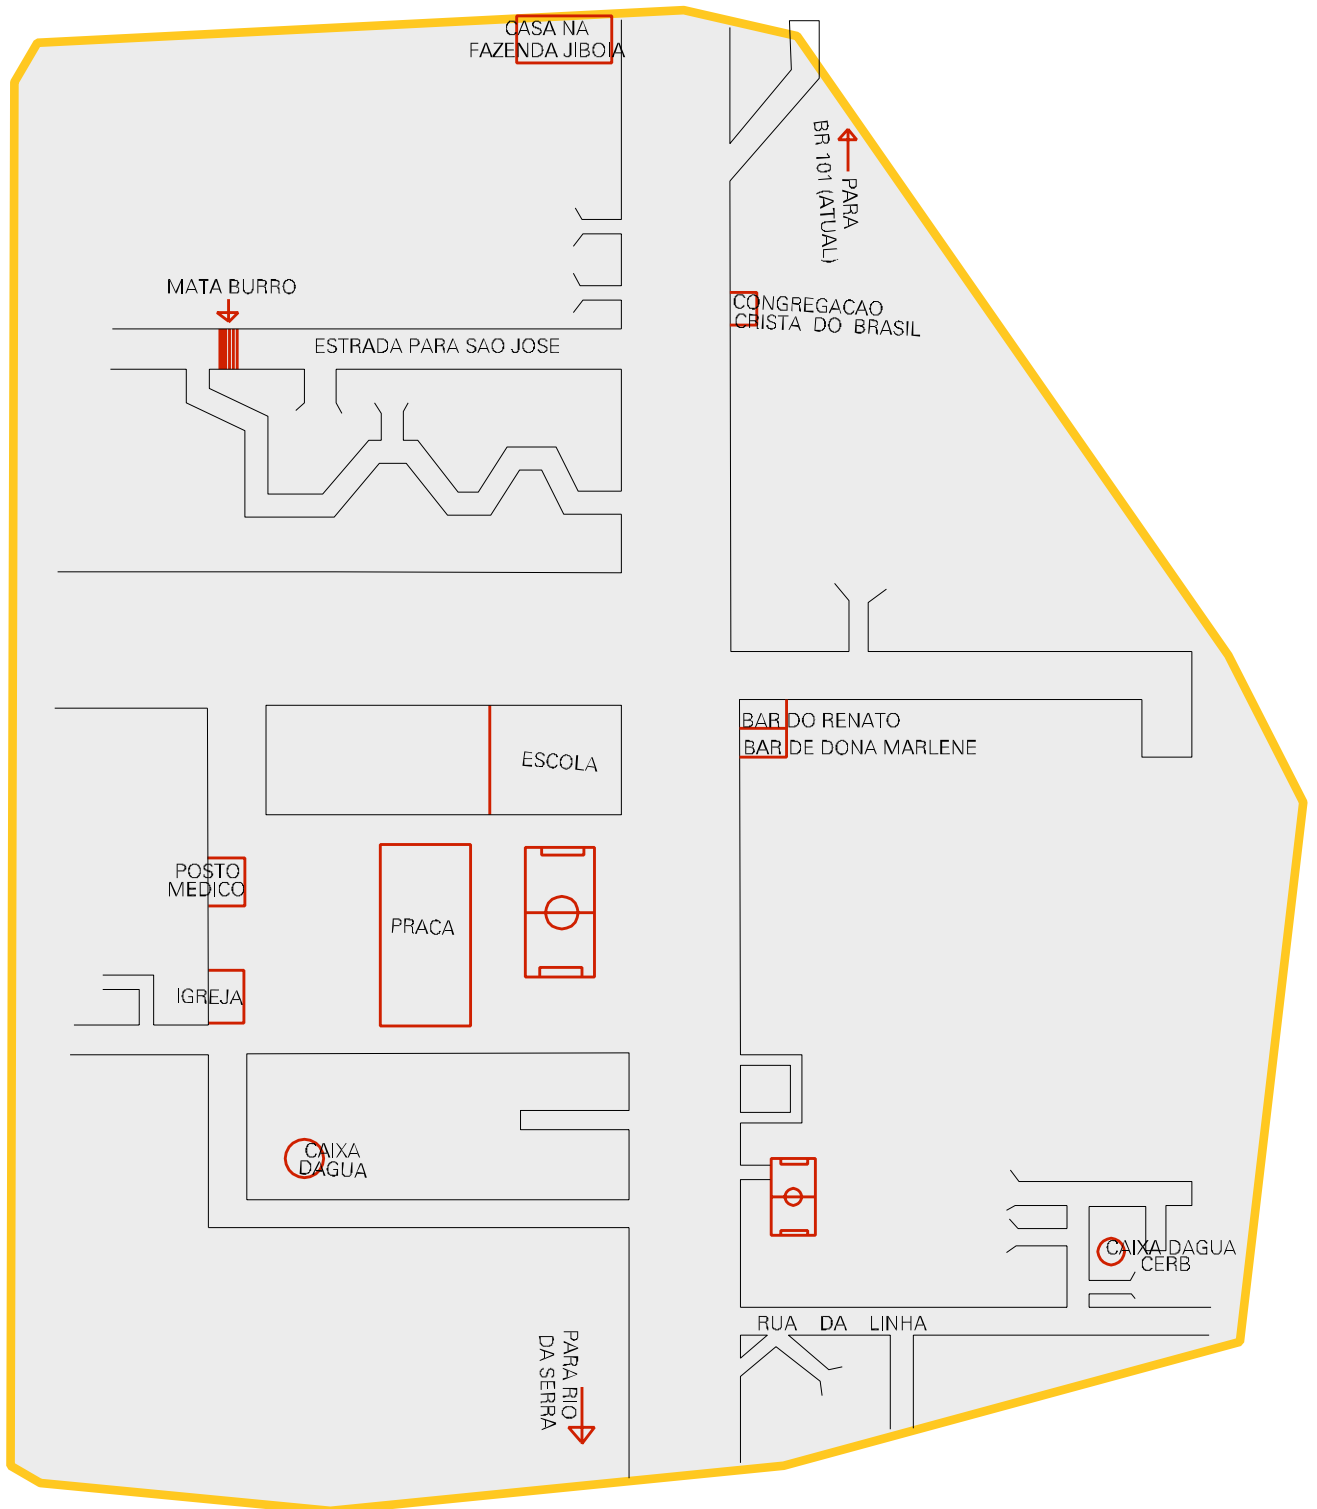 CASA NA
FAZENDA JIBOIA
PARA
BR 101 (ATUAL)
MATA BURRO
CONGREGACAO
CRISTA DO BRASIL
ESTRADA PARA SAO JOSE
BAR DO RENATO
BAR DE DONA MARLENE
ESCOLA
POSTO
MEDICO
PRACA
IGREJA
CAIXA
DAGUA
CAIXA DAGUA
CERB
RUA DA LINHA
PARA RIO
DA SERRA